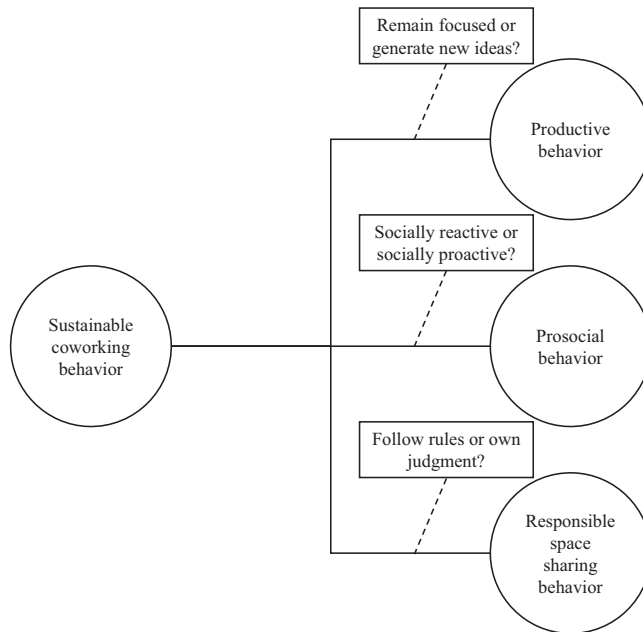 Remain focused or
generate new ideas?
Productive
behavior
Socially reactive or
socially proactive?
Sustainable
coworking
behavior
Prosocial
behavior
Follow rules or own
judgment?
Responsible
space
sharing
behavior